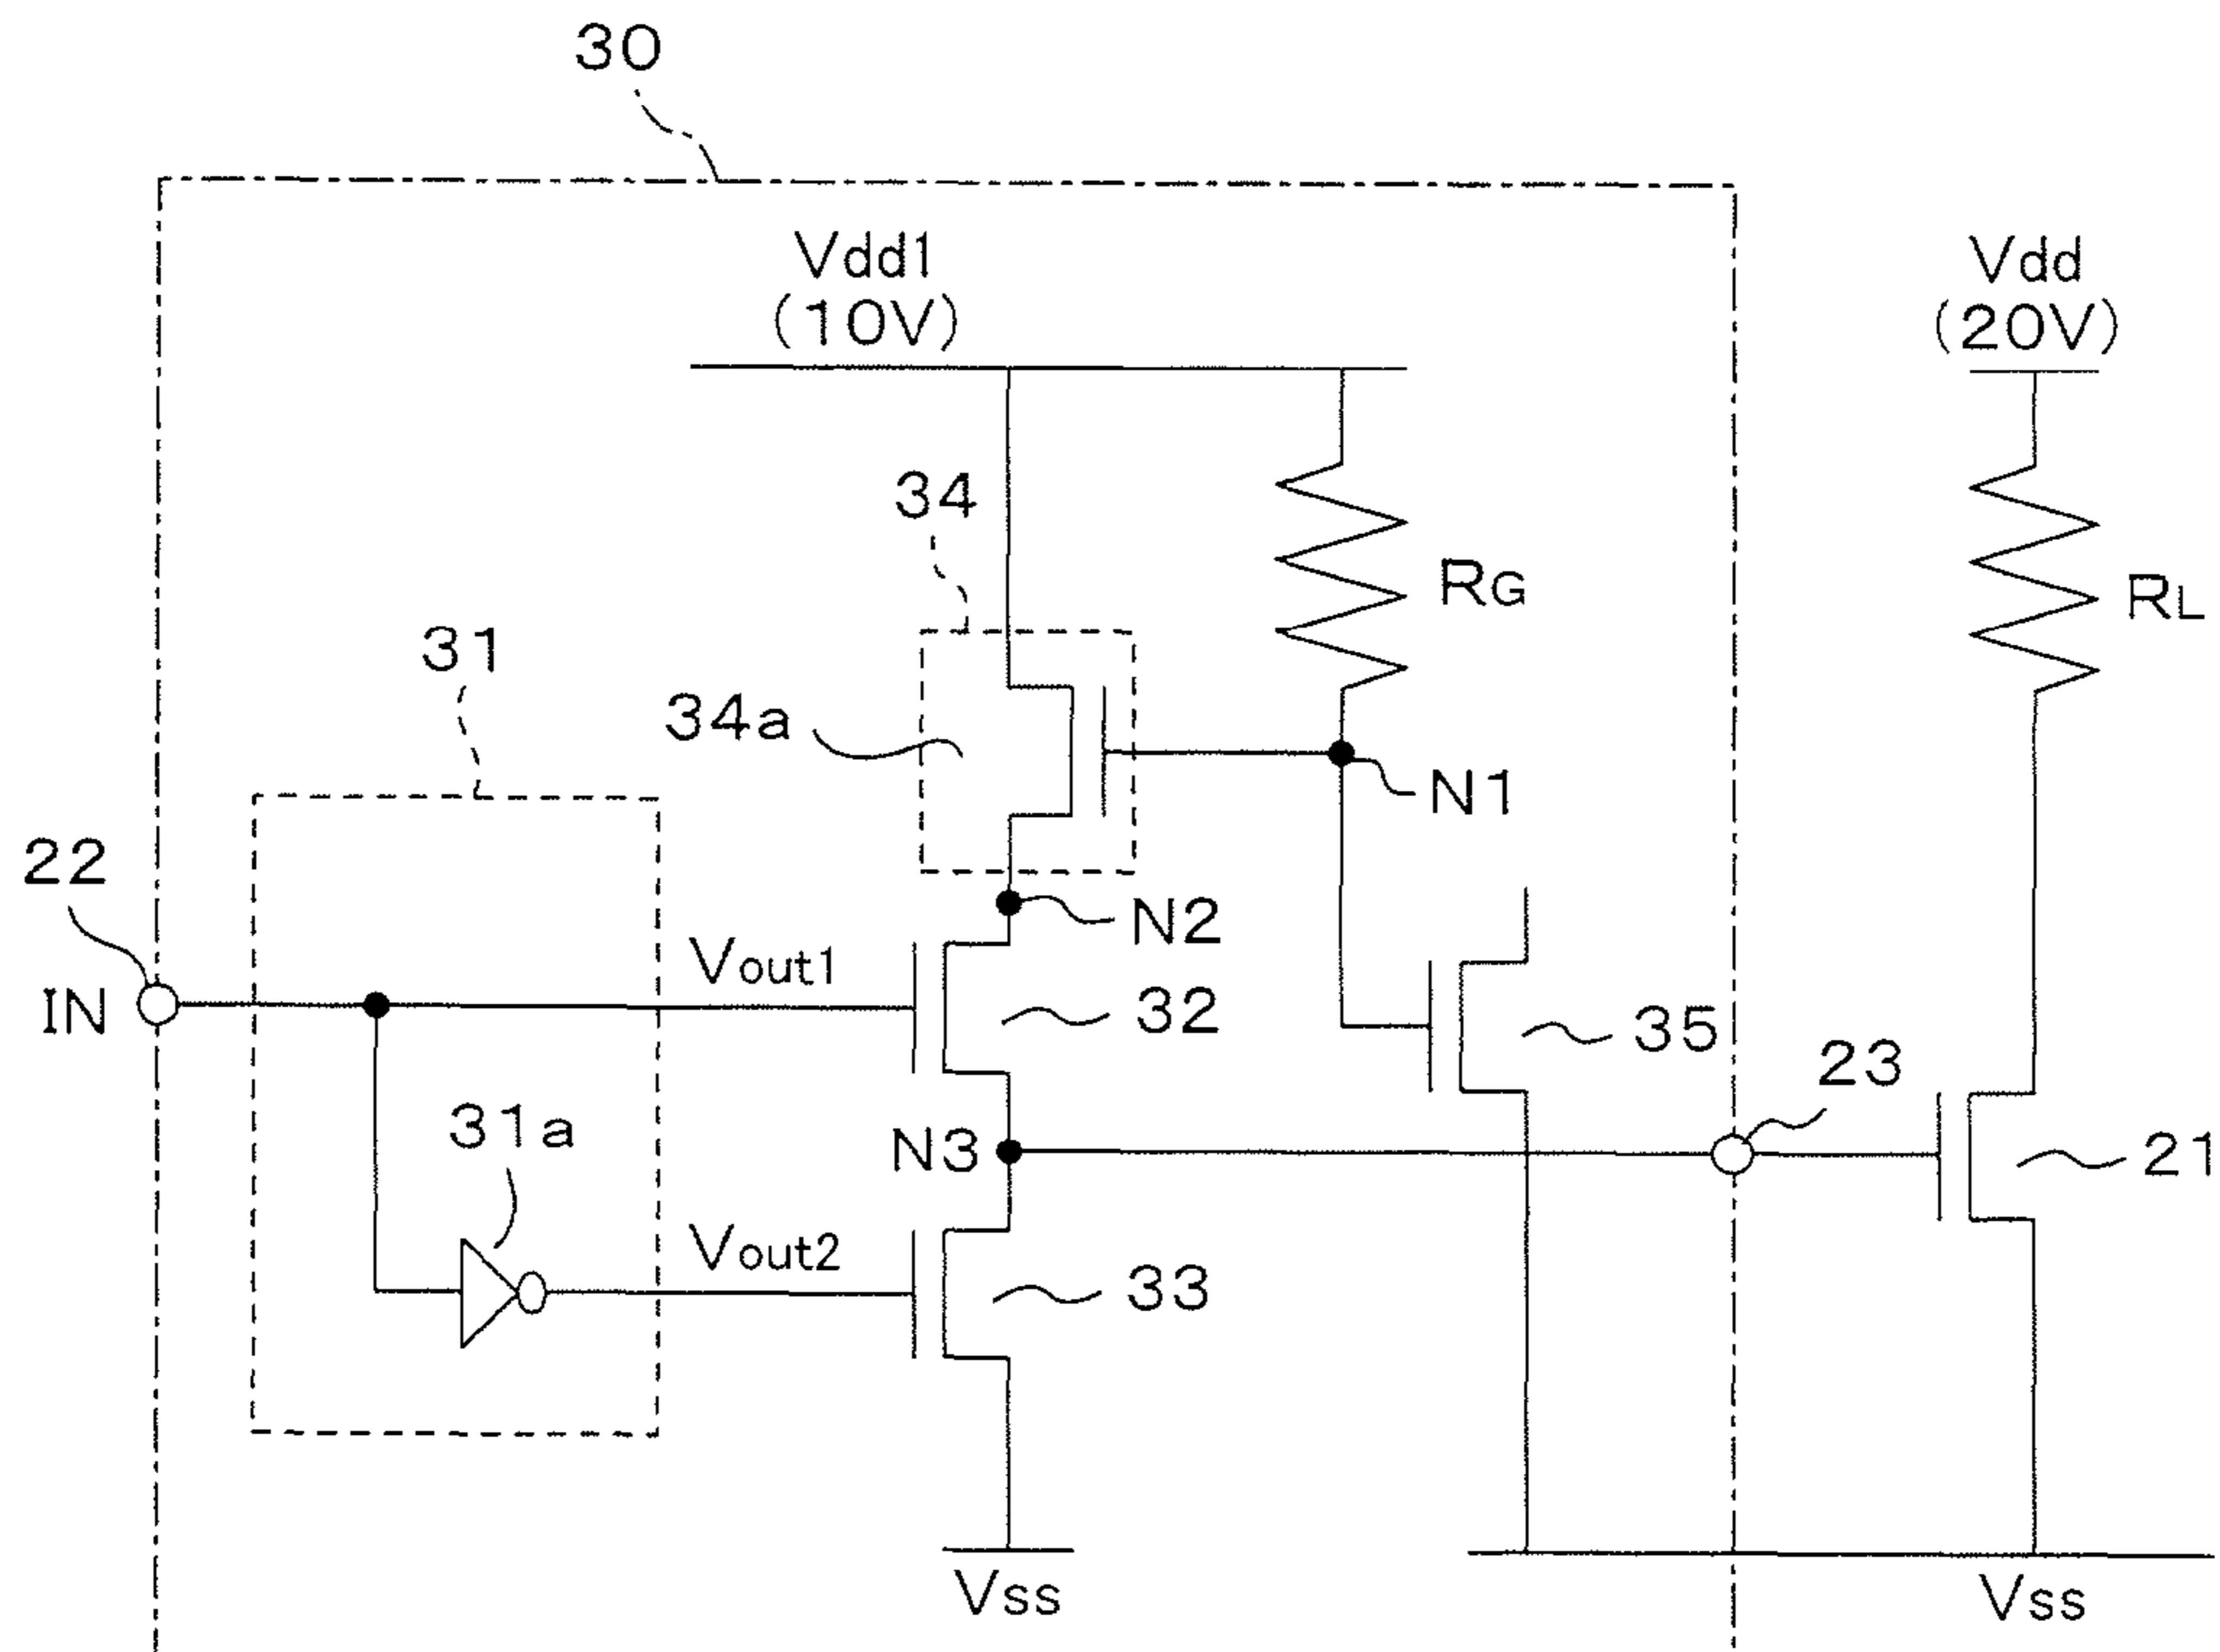 30
Vdd1
(10V)
Vdd
(20V)
34
RG
RL
31
34a
N1
22
N2
Vout1
IN
32
35
23
31a
N3
21
Vout2
33
Vss
Vss